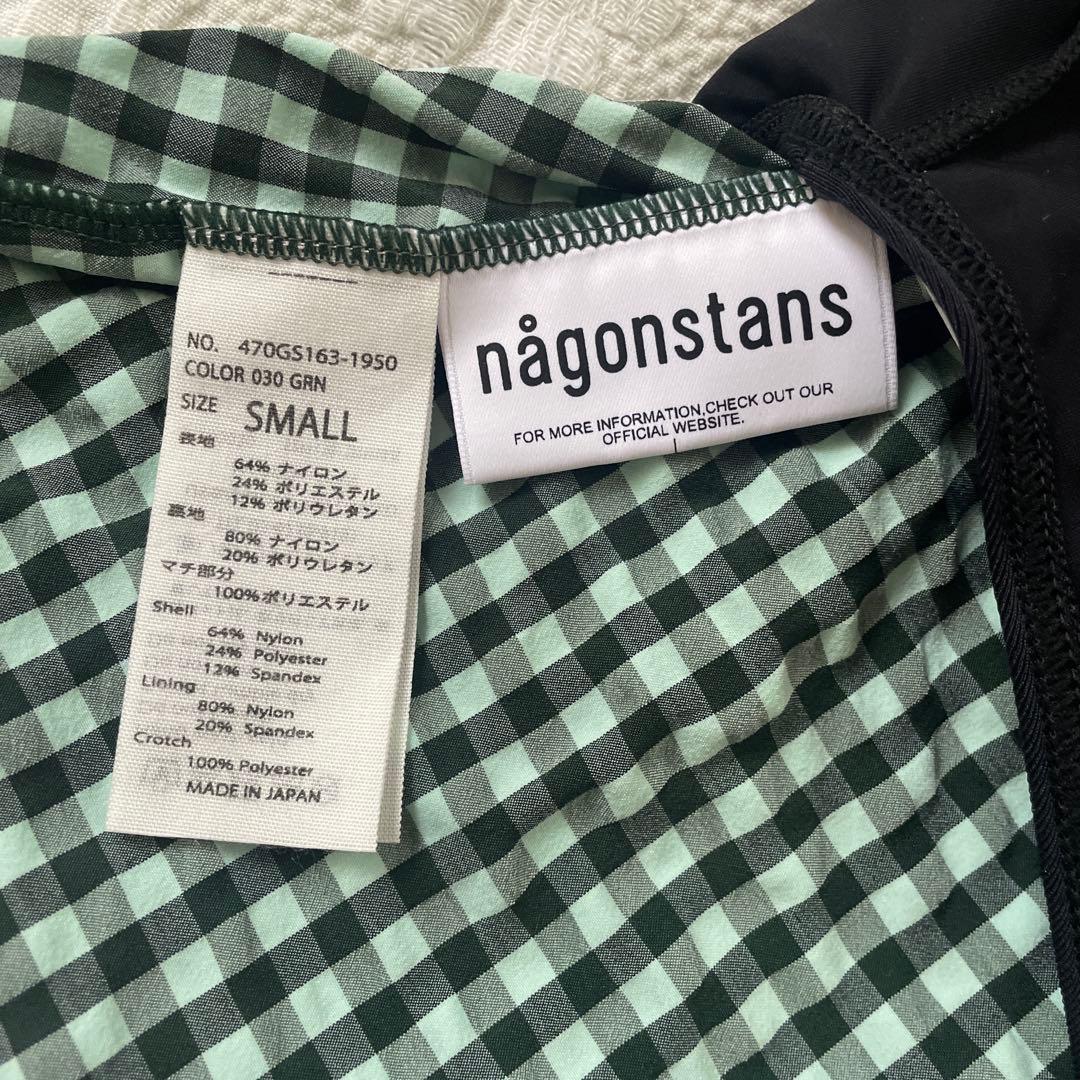 NO. 470GS163-1950
COLOR 030 GRN
SIZE SMALL
表地
64% ナイロン
24% ポリエステル
12% ポリウレタン
裏地
80% ナイロン
20% ポリウレタン
マチ部分
100%ポリエステル
Shell
64% Nylon
24% Polyester
12% Spandex
Lining
80% Nylon
20% Spandex
Crotch
100% Polyester
MADE IN JAPAN
någonstans
FOR MORE INFORMATION,CHECK OUT OUR
OFFICIAL WEBSITE.